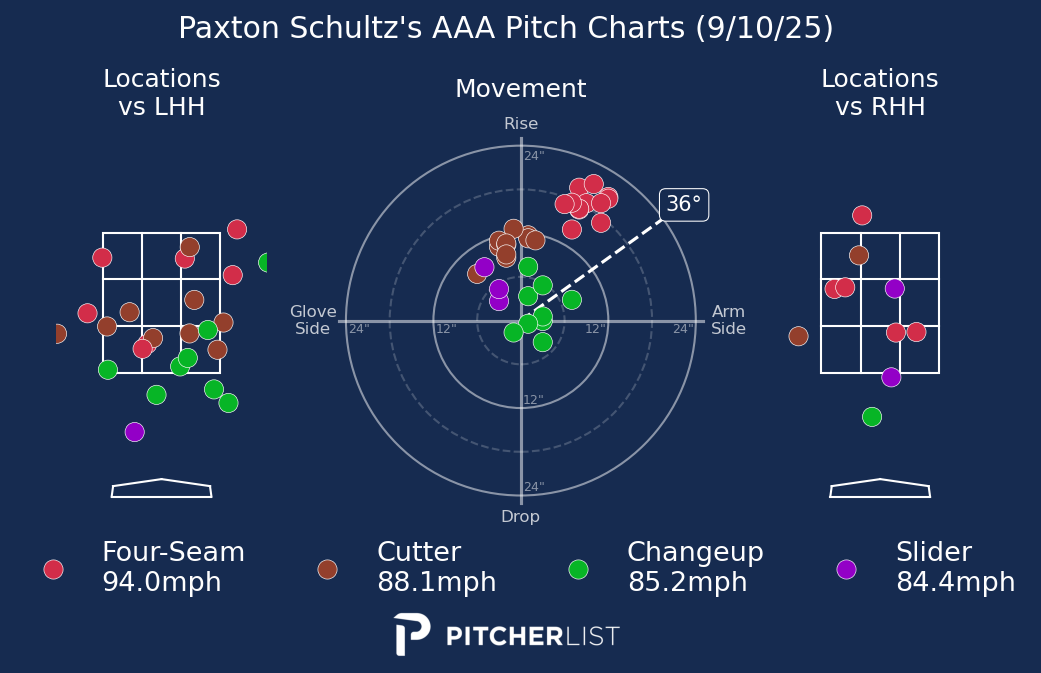 Paxton Schultz's AAA Pitch Charts (9/10/25)
Locations
vs LHH
Movement
Locations
vs RHH
Rise
24"
36°
Glove
Side
24"
12"
12"
24"
Arm
Side
12"
24"
Drop
Four-Seam
94.0mph
Cutter
88.1mph
Changeup
85.2mph
Slider
84.4mph
PITCHERLIST